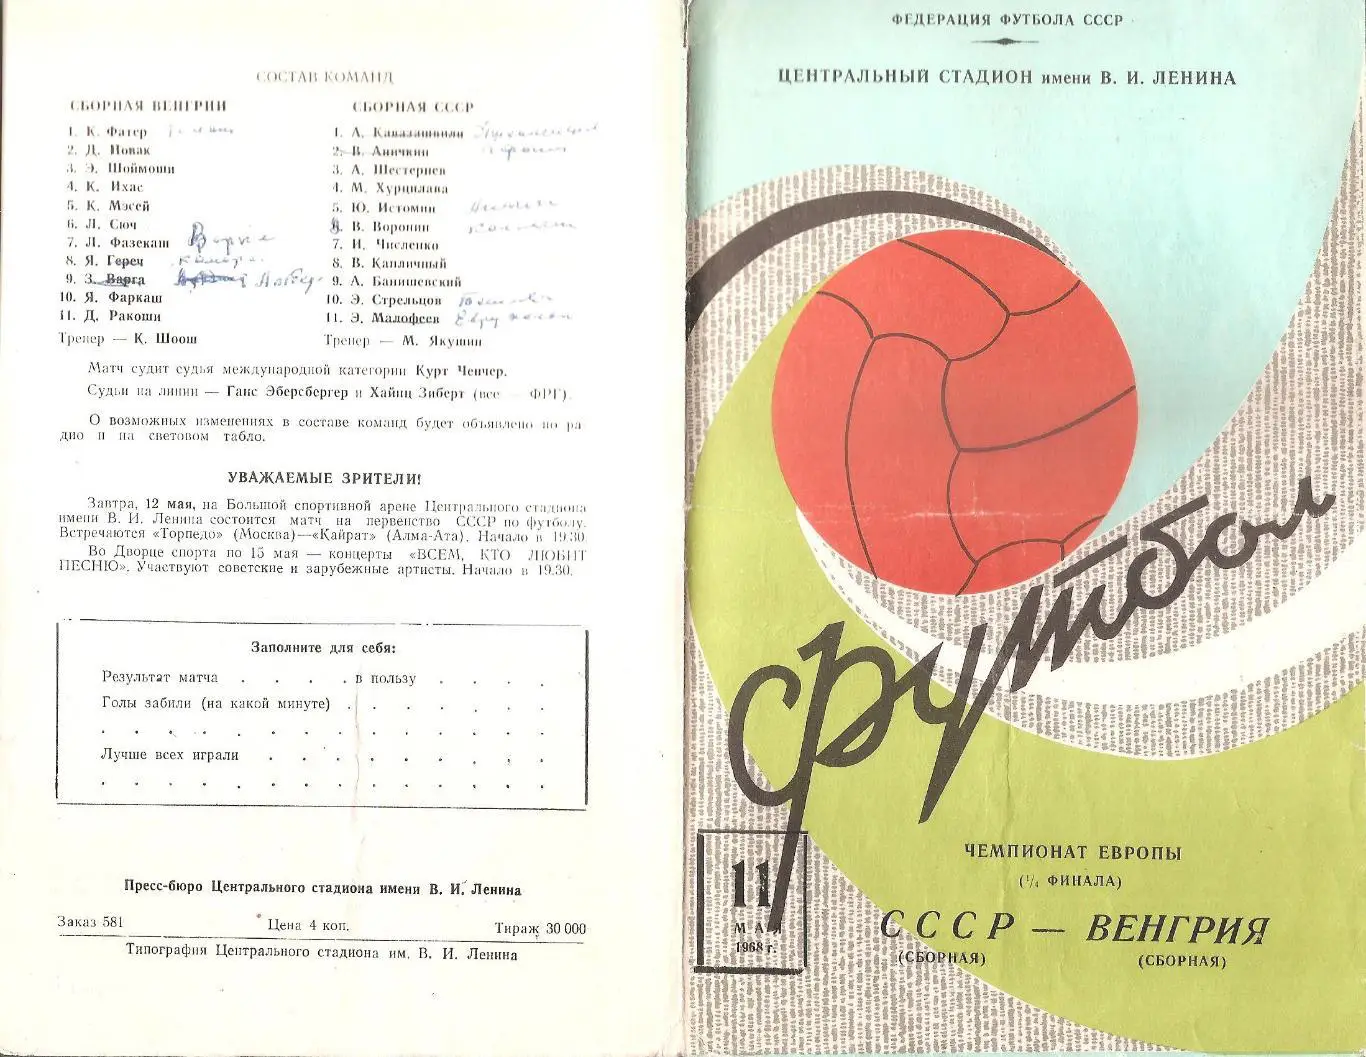 СОСТАВ КОМАНД
СБОРНАЯ ВЕНГРИИ
1. К. Фатер
2. Д. Новак
3. Э. Шоймоши
4. К. Ихас
5. К. Мэсей
6. Л. Сюч
7. Л. Фазекаш Варга
8. Я. Гереч
9. З. Варга
10. Я. Фаркаш
11. Д. Ракоши
Тренер — К. Шоош
СБОРНАЯ СССР
1. А. Кавазашвили
2. В. Аничкин
3. А. Шестернев
4. М. Хурцилава
5. Ю. Истомин Аничкин
6. В. Воронин
7. И. Численко
8. В. Капличный
9. А. Банишевский
10. Э. Стрельцов
11. Э. Малофеев
Тренер — М. Якушин
Матч судит судья международной категории Курт Ченчер.
Судьи на линии — Ганс Эберсбергер и Хайнц Зиберт (все ФРГ).
О возможных изменениях в составе команд будет объявлено по ра
дио и на световом табло.
УВАЖАЕМЫЕ ЗРИТЕЛИ!
Завтра, 12 мая, на Большой спортивной арене Центрального стадиона
имени В. И. Ленина состоится матч на первенство СССР по футболу.
Встречаются «Торпедо» (Москва)—«Кайрат» (Алма-Ата). Начало в 19.30
Во Дворце спорта по 15 мая — концерты «ВСЕМ, КТО ЛЮБИТ
ПЕСНЮ». Участвуют советские и зарубежные артисты. Начало в 19.30.
Заполните для себя:
Результат матча . . . . в пользу . . . .
Голы забили (на какой минуте) . . . . . . .
. . . . . . . . . . . . . .
Лучше всех играли . . . . . . . . .
. . . . . . . . . . . . . .
Пресс-бюро Центрального стадиона имени В. И. Ленина
Заказ 581 Цена 4 коп. Тираж 30 000
Типография Центрального стадиона им. В. И. Ленина
ФЕДЕРАЦИЯ ФУТБОЛА СССР
ЦЕНТРАЛЬНЫЙ СТАДИОН имени В. И. ЛЕНИНА
футбол
11
МАЯ
1968 г.
ЧЕМПИОНАТ ЕВРОПЫ
(1/4 ФИНАЛА)
СССР — ВЕНГРИЯ
(СБОРНАЯ) (СБОРНАЯ)